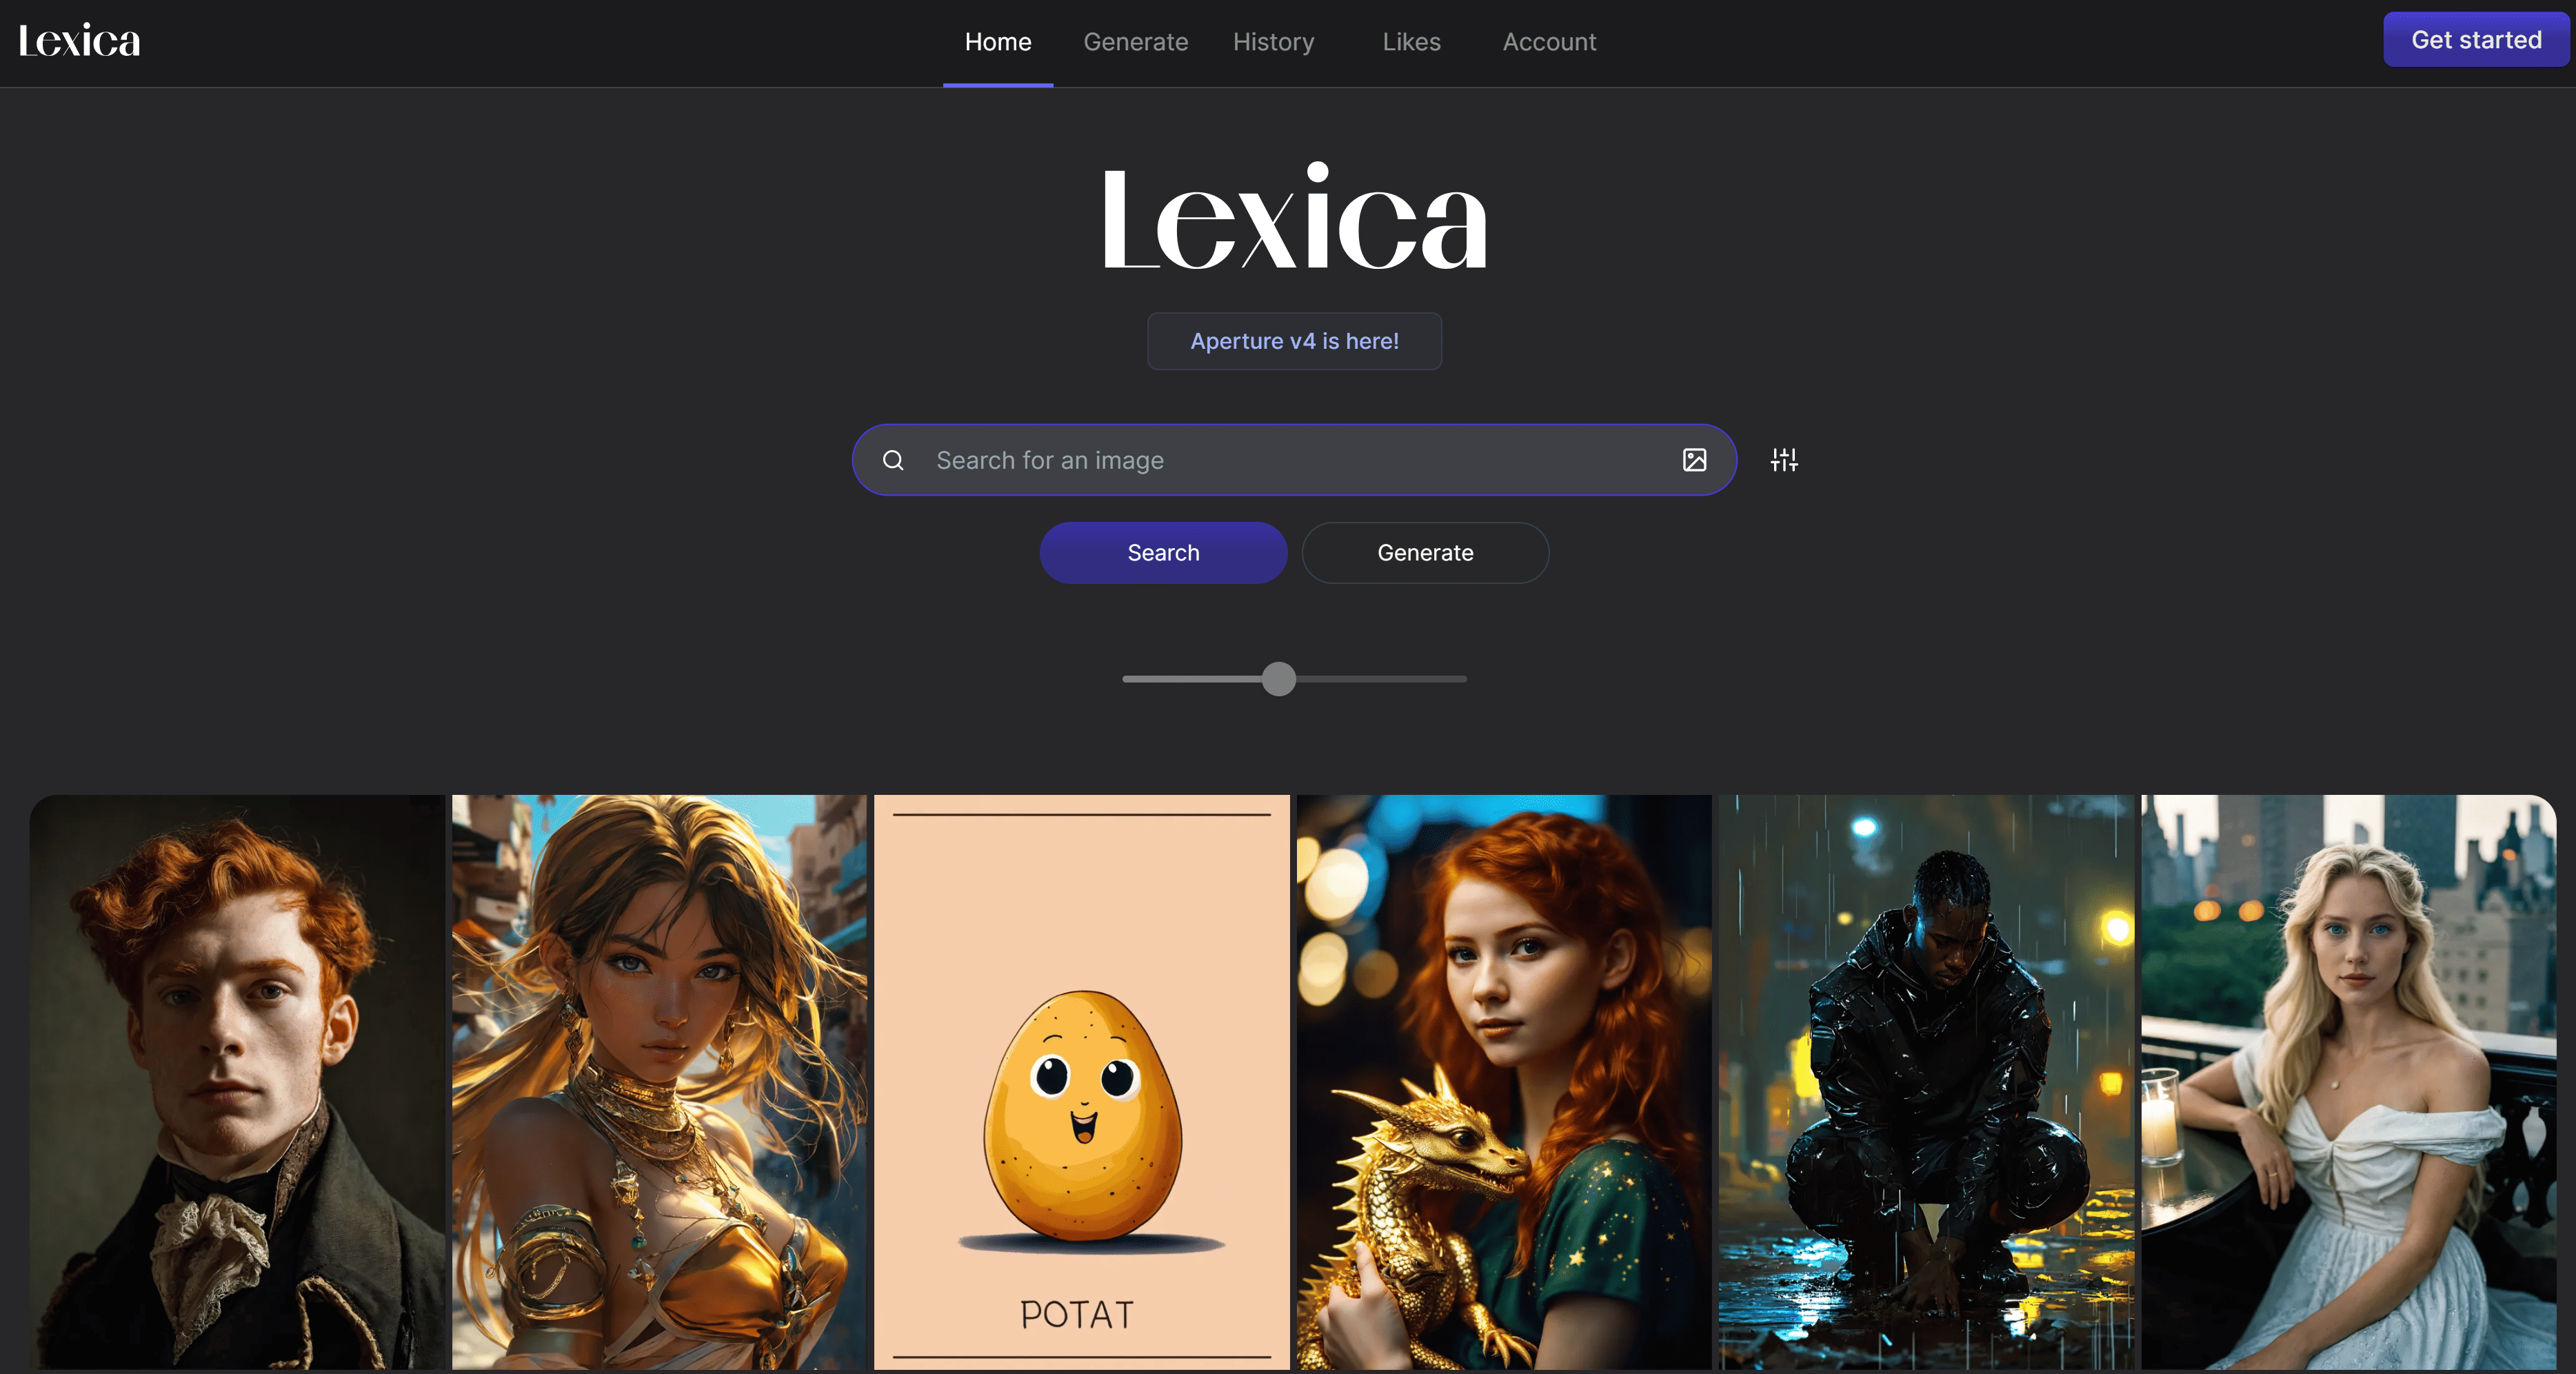 Lexica
Home Generate History Likes Account
Get started
Lexica
Aperture v4 is here!
Search for an image
Search Generate
POTAT